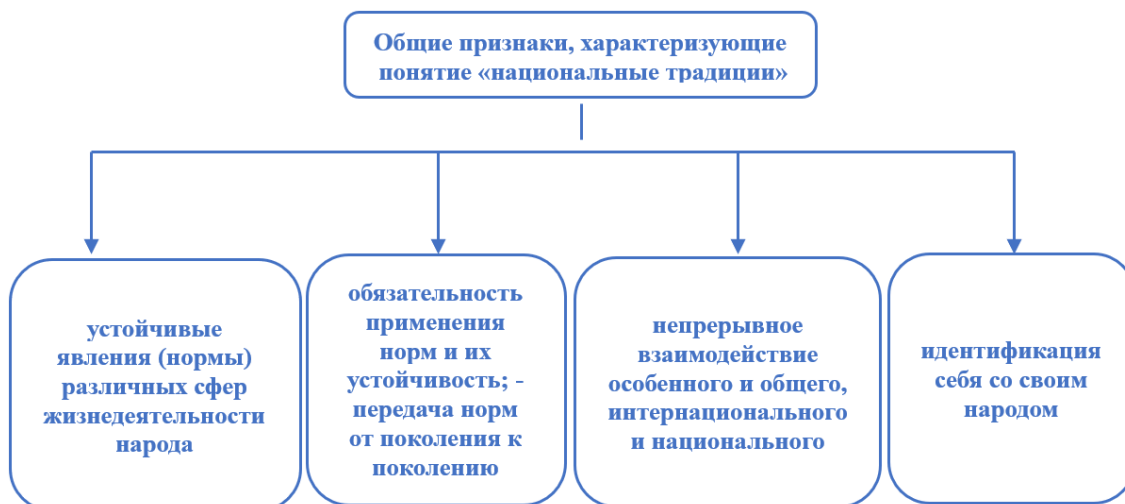 Общие признаки, характеризующие
понятие «национальные традиции»
устойчивые
явления (нормы)
различных сфер
жизнедеятельности
народа
обязательность
применения
норм и их
устойчивость; -
передача норм
от поколения к
поколению
непрерывное
взаимодействие
особенного и общего,
интернационального
и национального
идентификация
себя со своим
народом